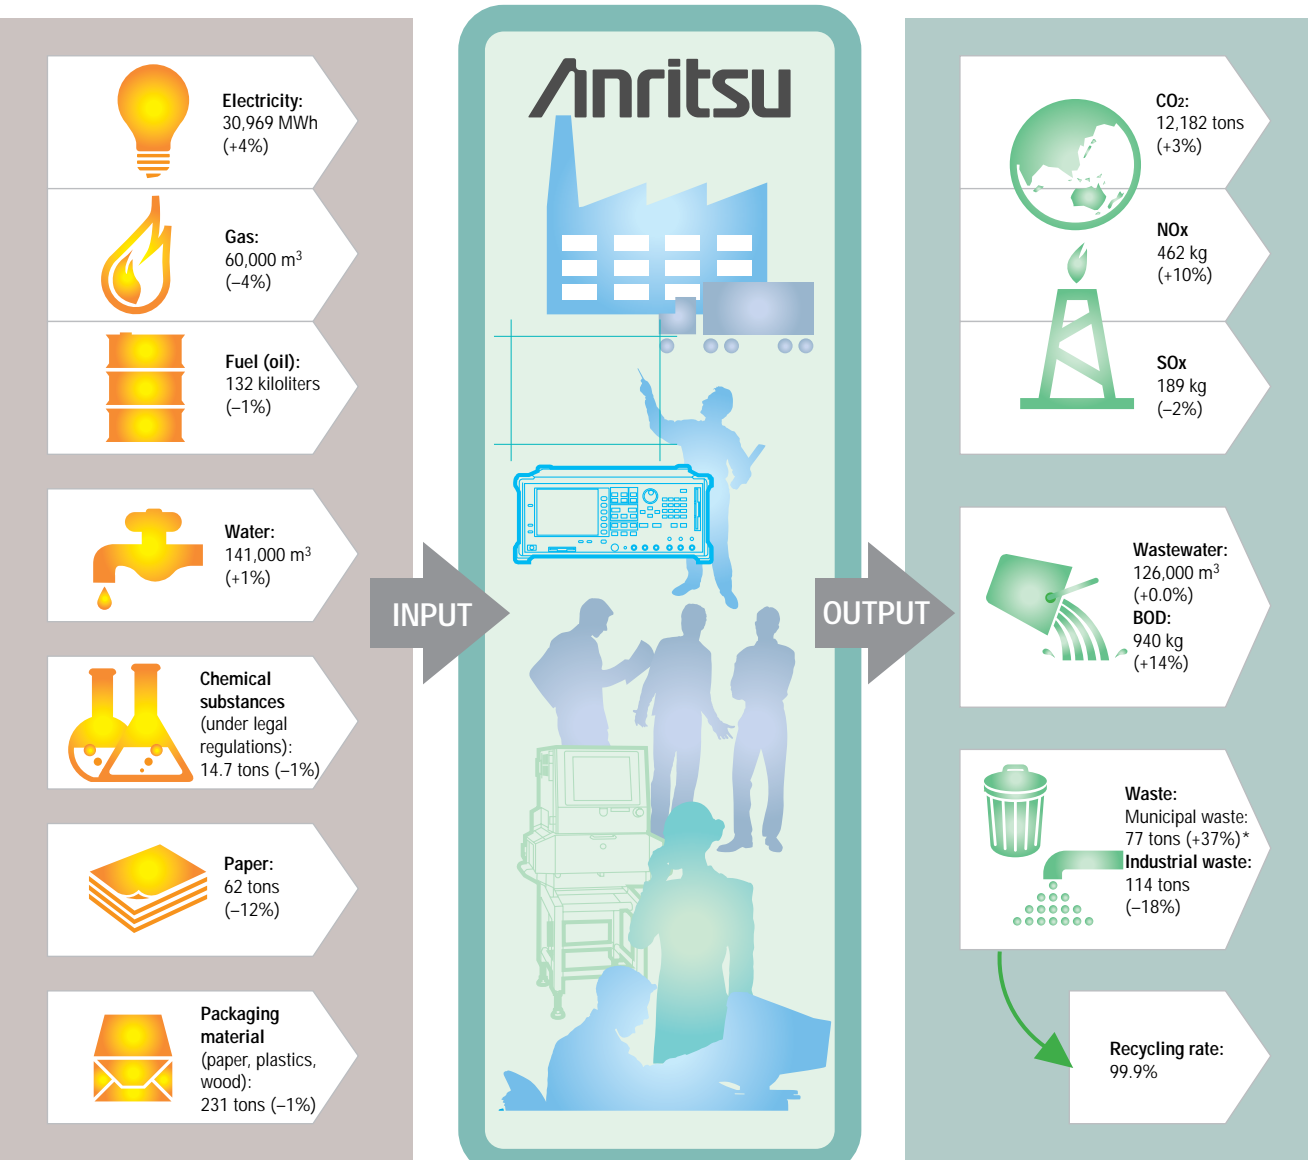 Electricity:
30,969 MWh
(+4%)
Gas:
60,000 m³
(–4%)
Fuel (oil):
132 kiloliters
(–1%)
Water:
141,000 m³
(+1%)
Chemical
substances
(under legal
regulations):
14.7 tons (–1%)
Paper:
62 tons
(–12%)
Packaging
material
(paper, plastics,
wood):
231 tons (–1%)
INPUT
Anritsu
OUTPUT
CO₂:
12,182 tons
(+3%)
NOx
462 kg
(+10%)
SOx
189 kg
(–2%)
Wastewater:
126,000 m³
(+0.0%)
BOD:
940 kg
(+14%)
Waste:
Municipal waste:
77 tons (+37%)*
Industrial waste:
114 tons
(–18%)
Recycling rate:
99.9%